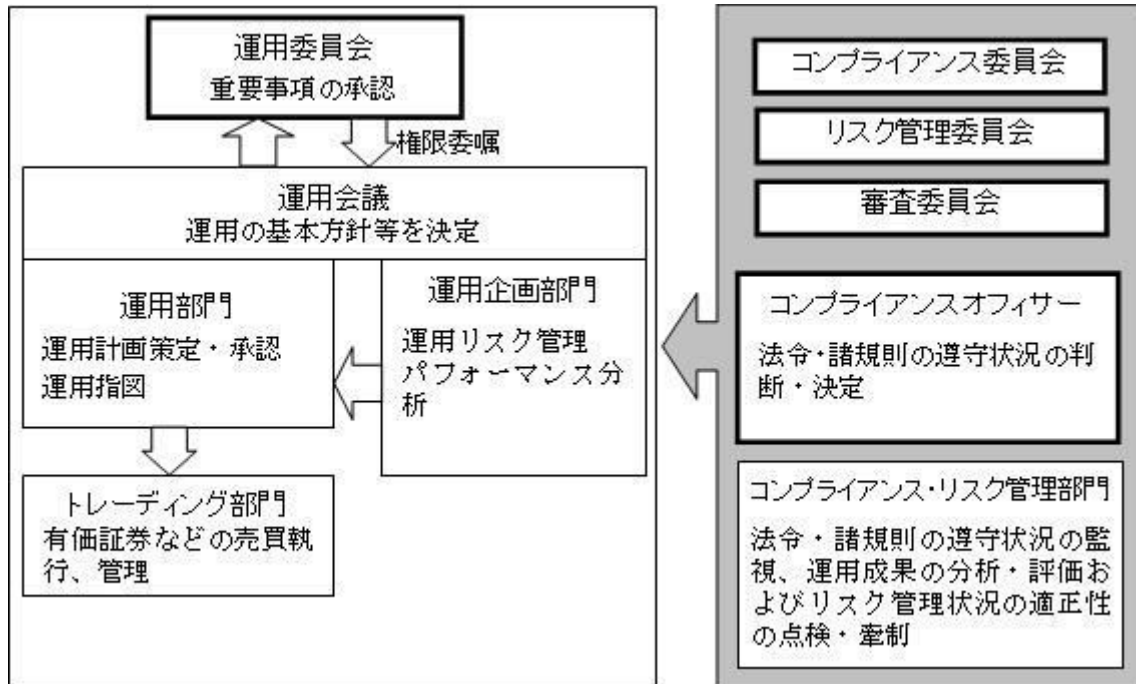 運用委員会
重要事項の承認
権限委嘱
運用会議
運用の基本方針等を決定
運用部門
運用計画策定・承認
運用指図
運用企画部門
運用リスク管理
パフォーマンス分
析
トレーディング部門
有価証券などの売買執
行、管理
コンプライアンス委員会
リスク管理委員会
審査委員会
コンプライアンスオフィサー
法令・諸規則の遵守状況の判
断・決定
コンプライアンス・リスク管理部門
法令・諸規則の遵守状況の監
視、運用成果の分析・評価お
よびリスク管理状況の適正性
の点検・牽制